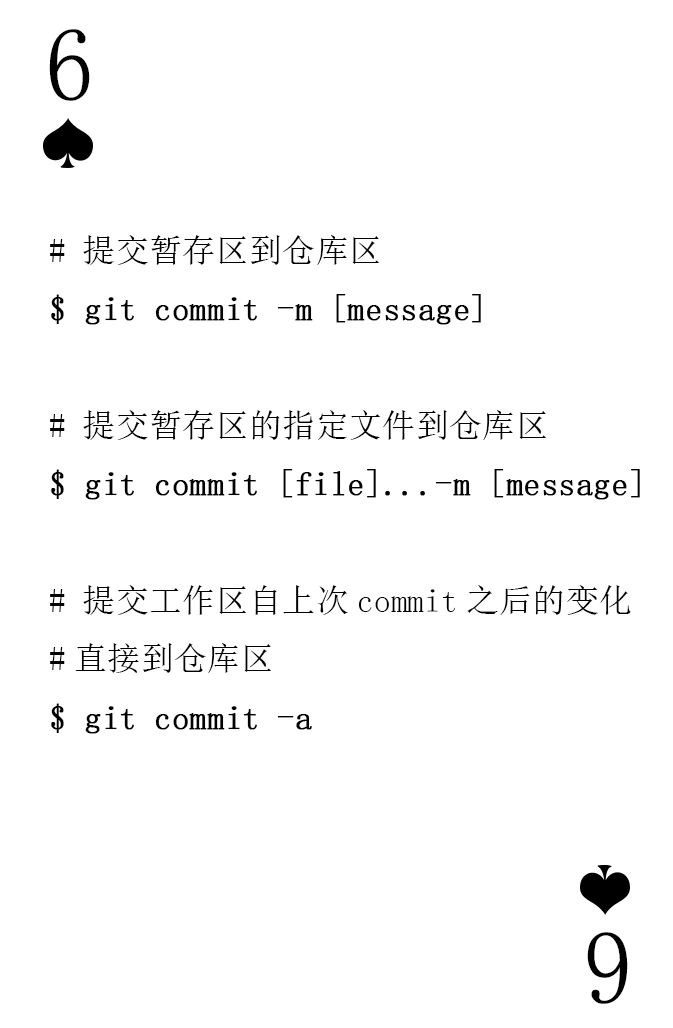 6
# 提交暂存区到仓库区
$ git commit -m [message]
# 提交暂存区的指定文件到仓库区
$ git commit [file]...-m [message]
# 提交工作区自上次 commit 之后的变化
# 直接到仓库区
$ git commit -a
6